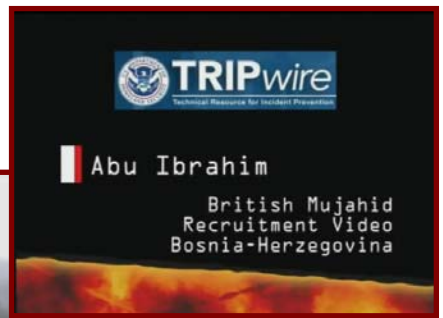 TRIPwire
Technical Resource for Incident Prevention
Abu Ibrahim
British Mujahid
Recruitment Video
Bosnia-Herzegovina